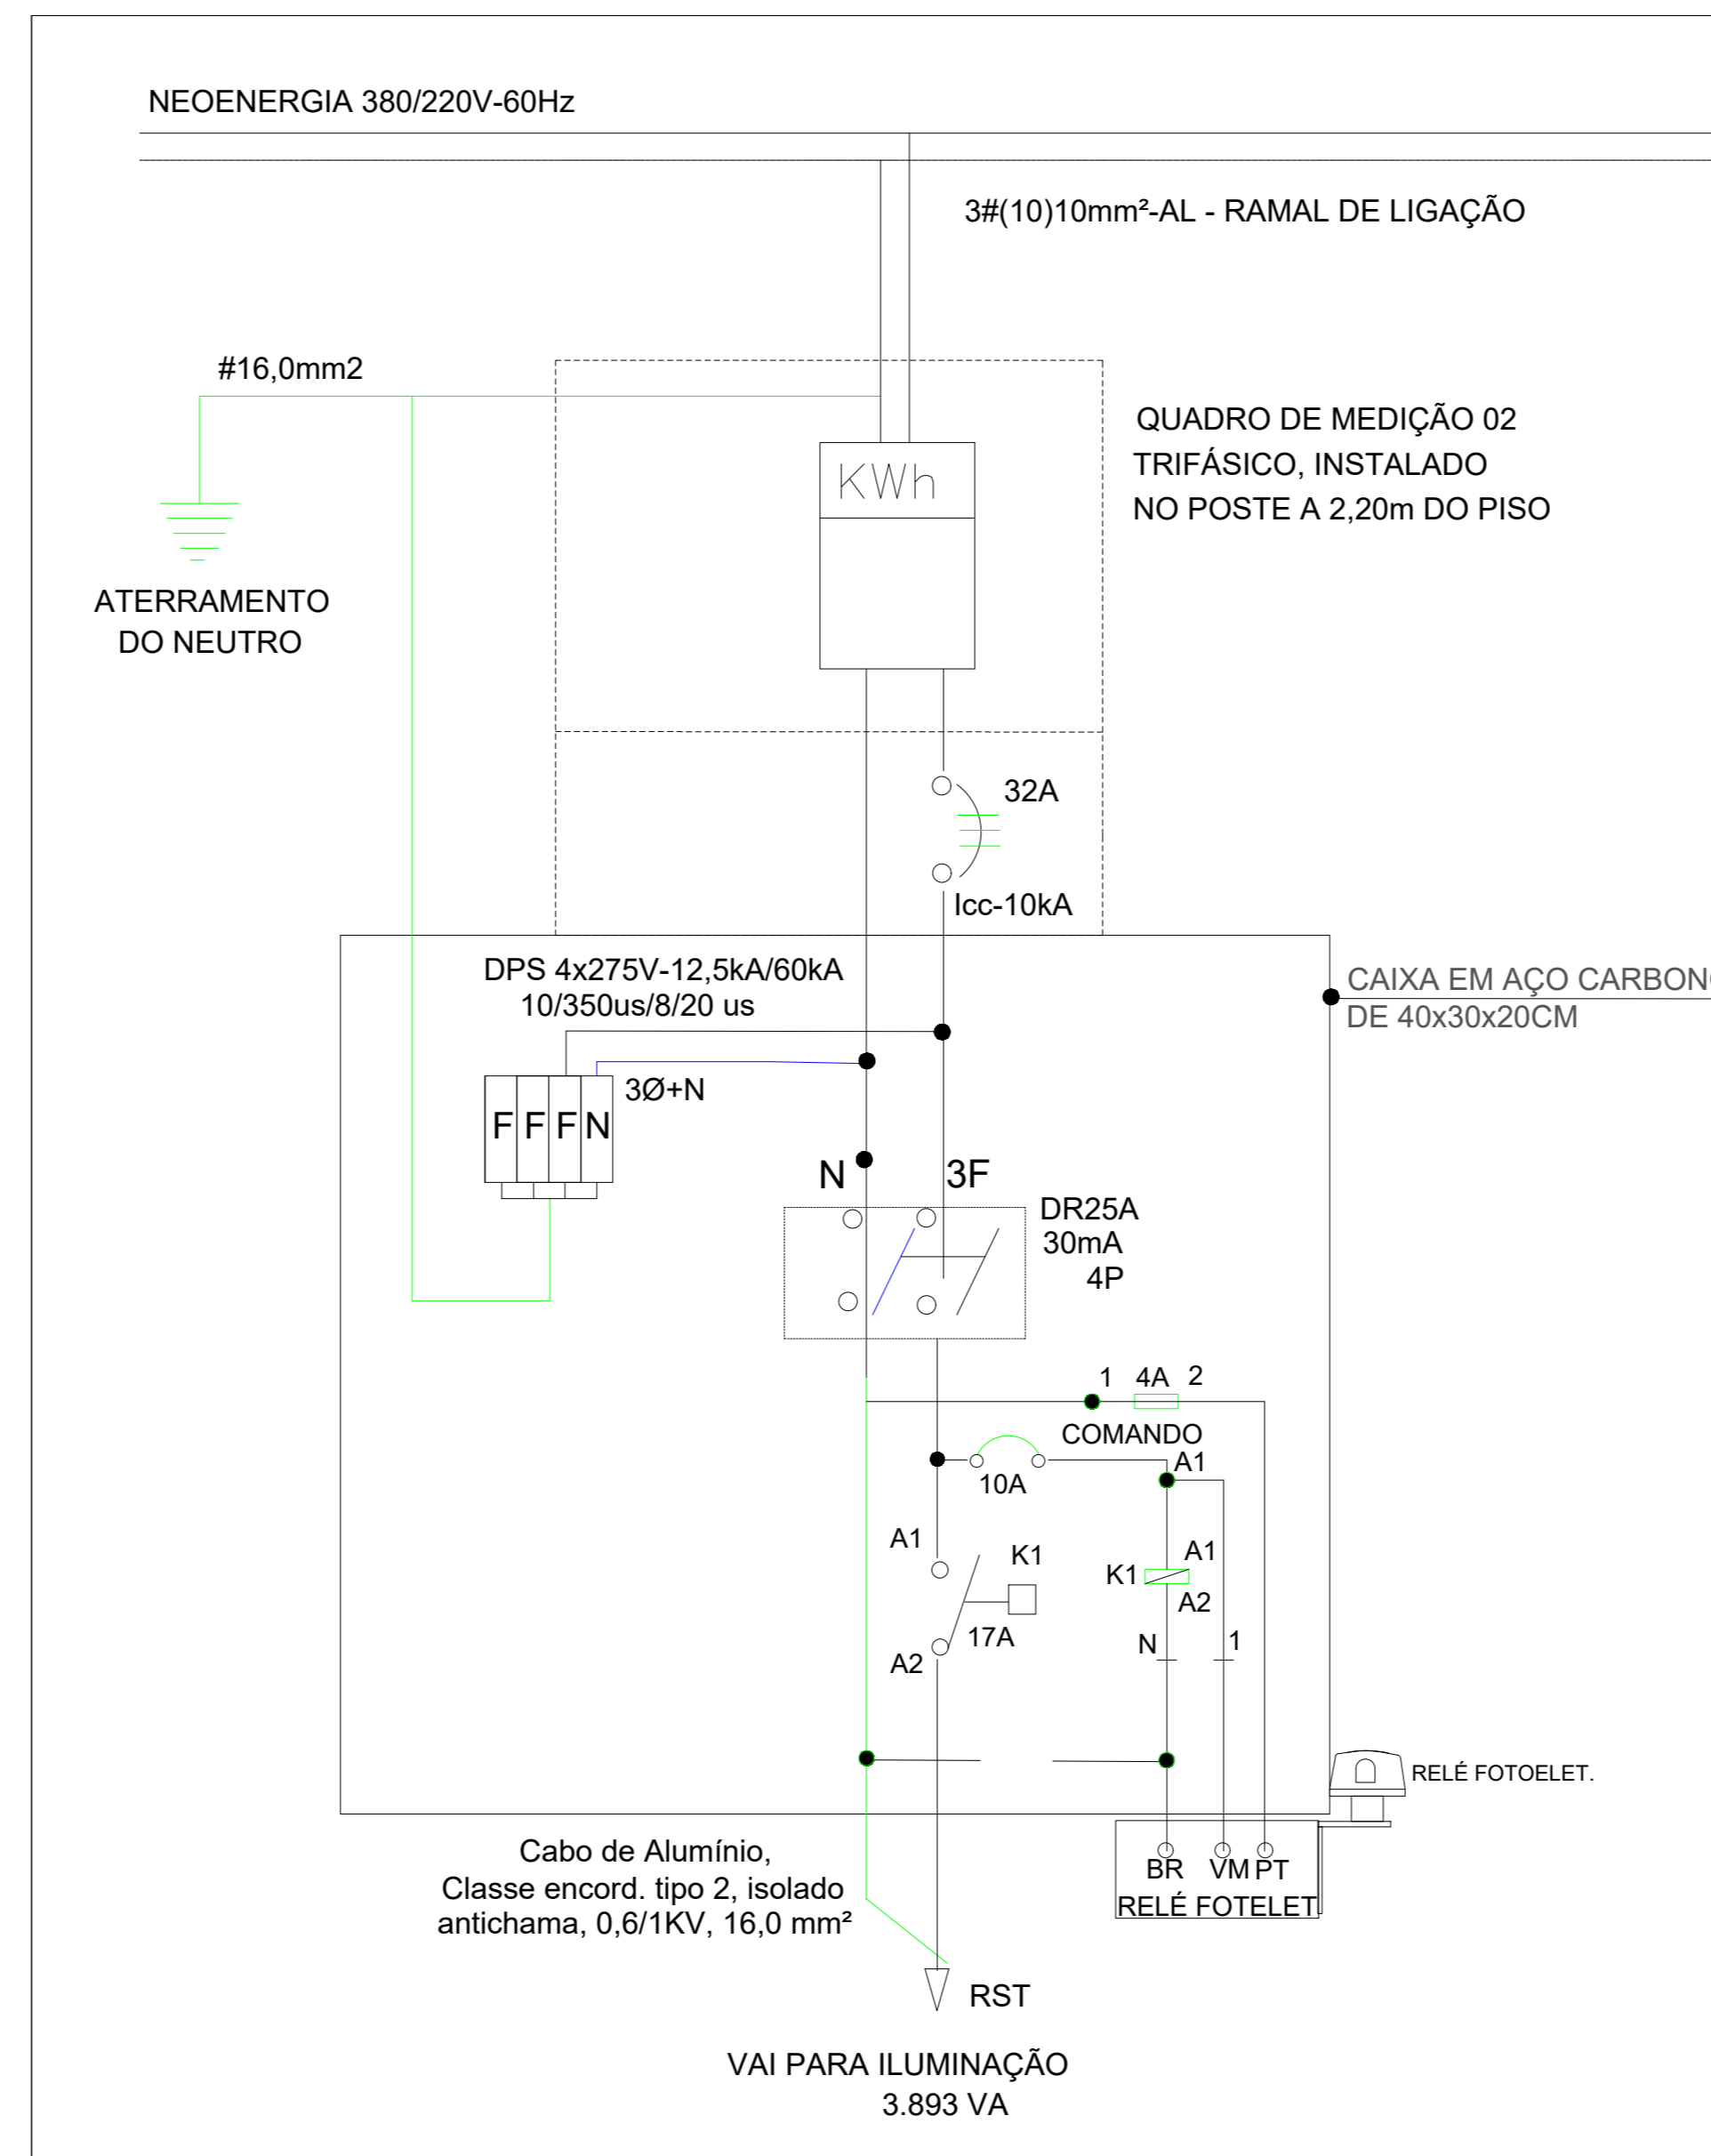 NEOENERGIA 380/220V-60Hz
3#(10)10mm²-AL - RAMAL DE LIGAÇÃO
#16,0mm2
QUADRO DE MEDIÇÃO 02
TRIFÁSICO, INSTALADO
NO POSTE A 2,20m DO PISO
KWh
ATERRAMENTO
DO NEUTRO
32A
Icc-10kA
DPS 4x275V-12,5kA/60kA
10/350us/8/20 us
CAIXA EM AÇO CARBONO
DE 40x30x20CM
3Ø+N
F F F N
N 3F
DR25A
30mA
4P
1 4A 2
COMANDO
A1
10A
A1
K1
17A
A2
K1
A1
A2
N 1
RELÉ FOTOELET.
BR VM PT
RELÉ FOTELET
Cabo de Alumínio,
Classe encord. tipo 2, isolado
antichama, 0,6/1KV, 16,0 mm²
RST
VAI PARA ILUMINAÇÃO
3.893 VA